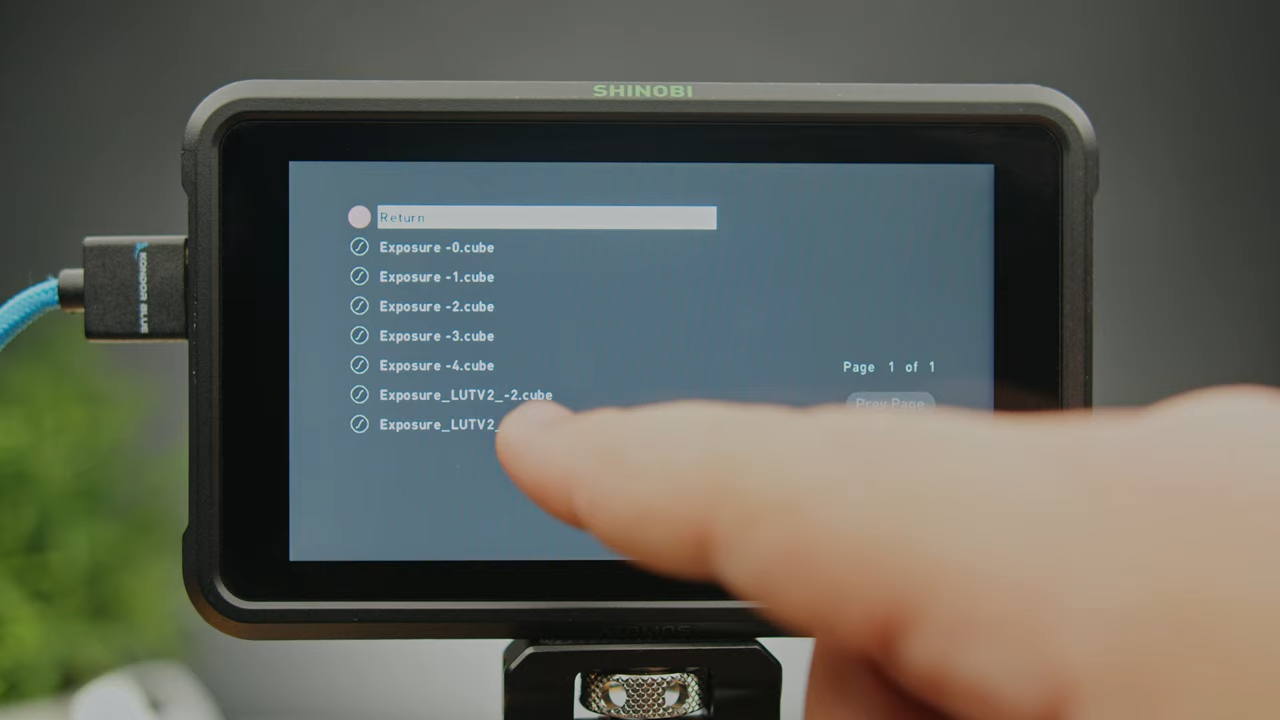 SHINOBI
KONDOR BLUE
Return
Exposure -0.cube
Exposure -1.cube
Exposure -2.cube
Exposure -3.cube
Exposure -4.cube
Exposure_LUTV2_-2.cube
Exposure_LUTV2_
Page 1 of 1
Prev Page